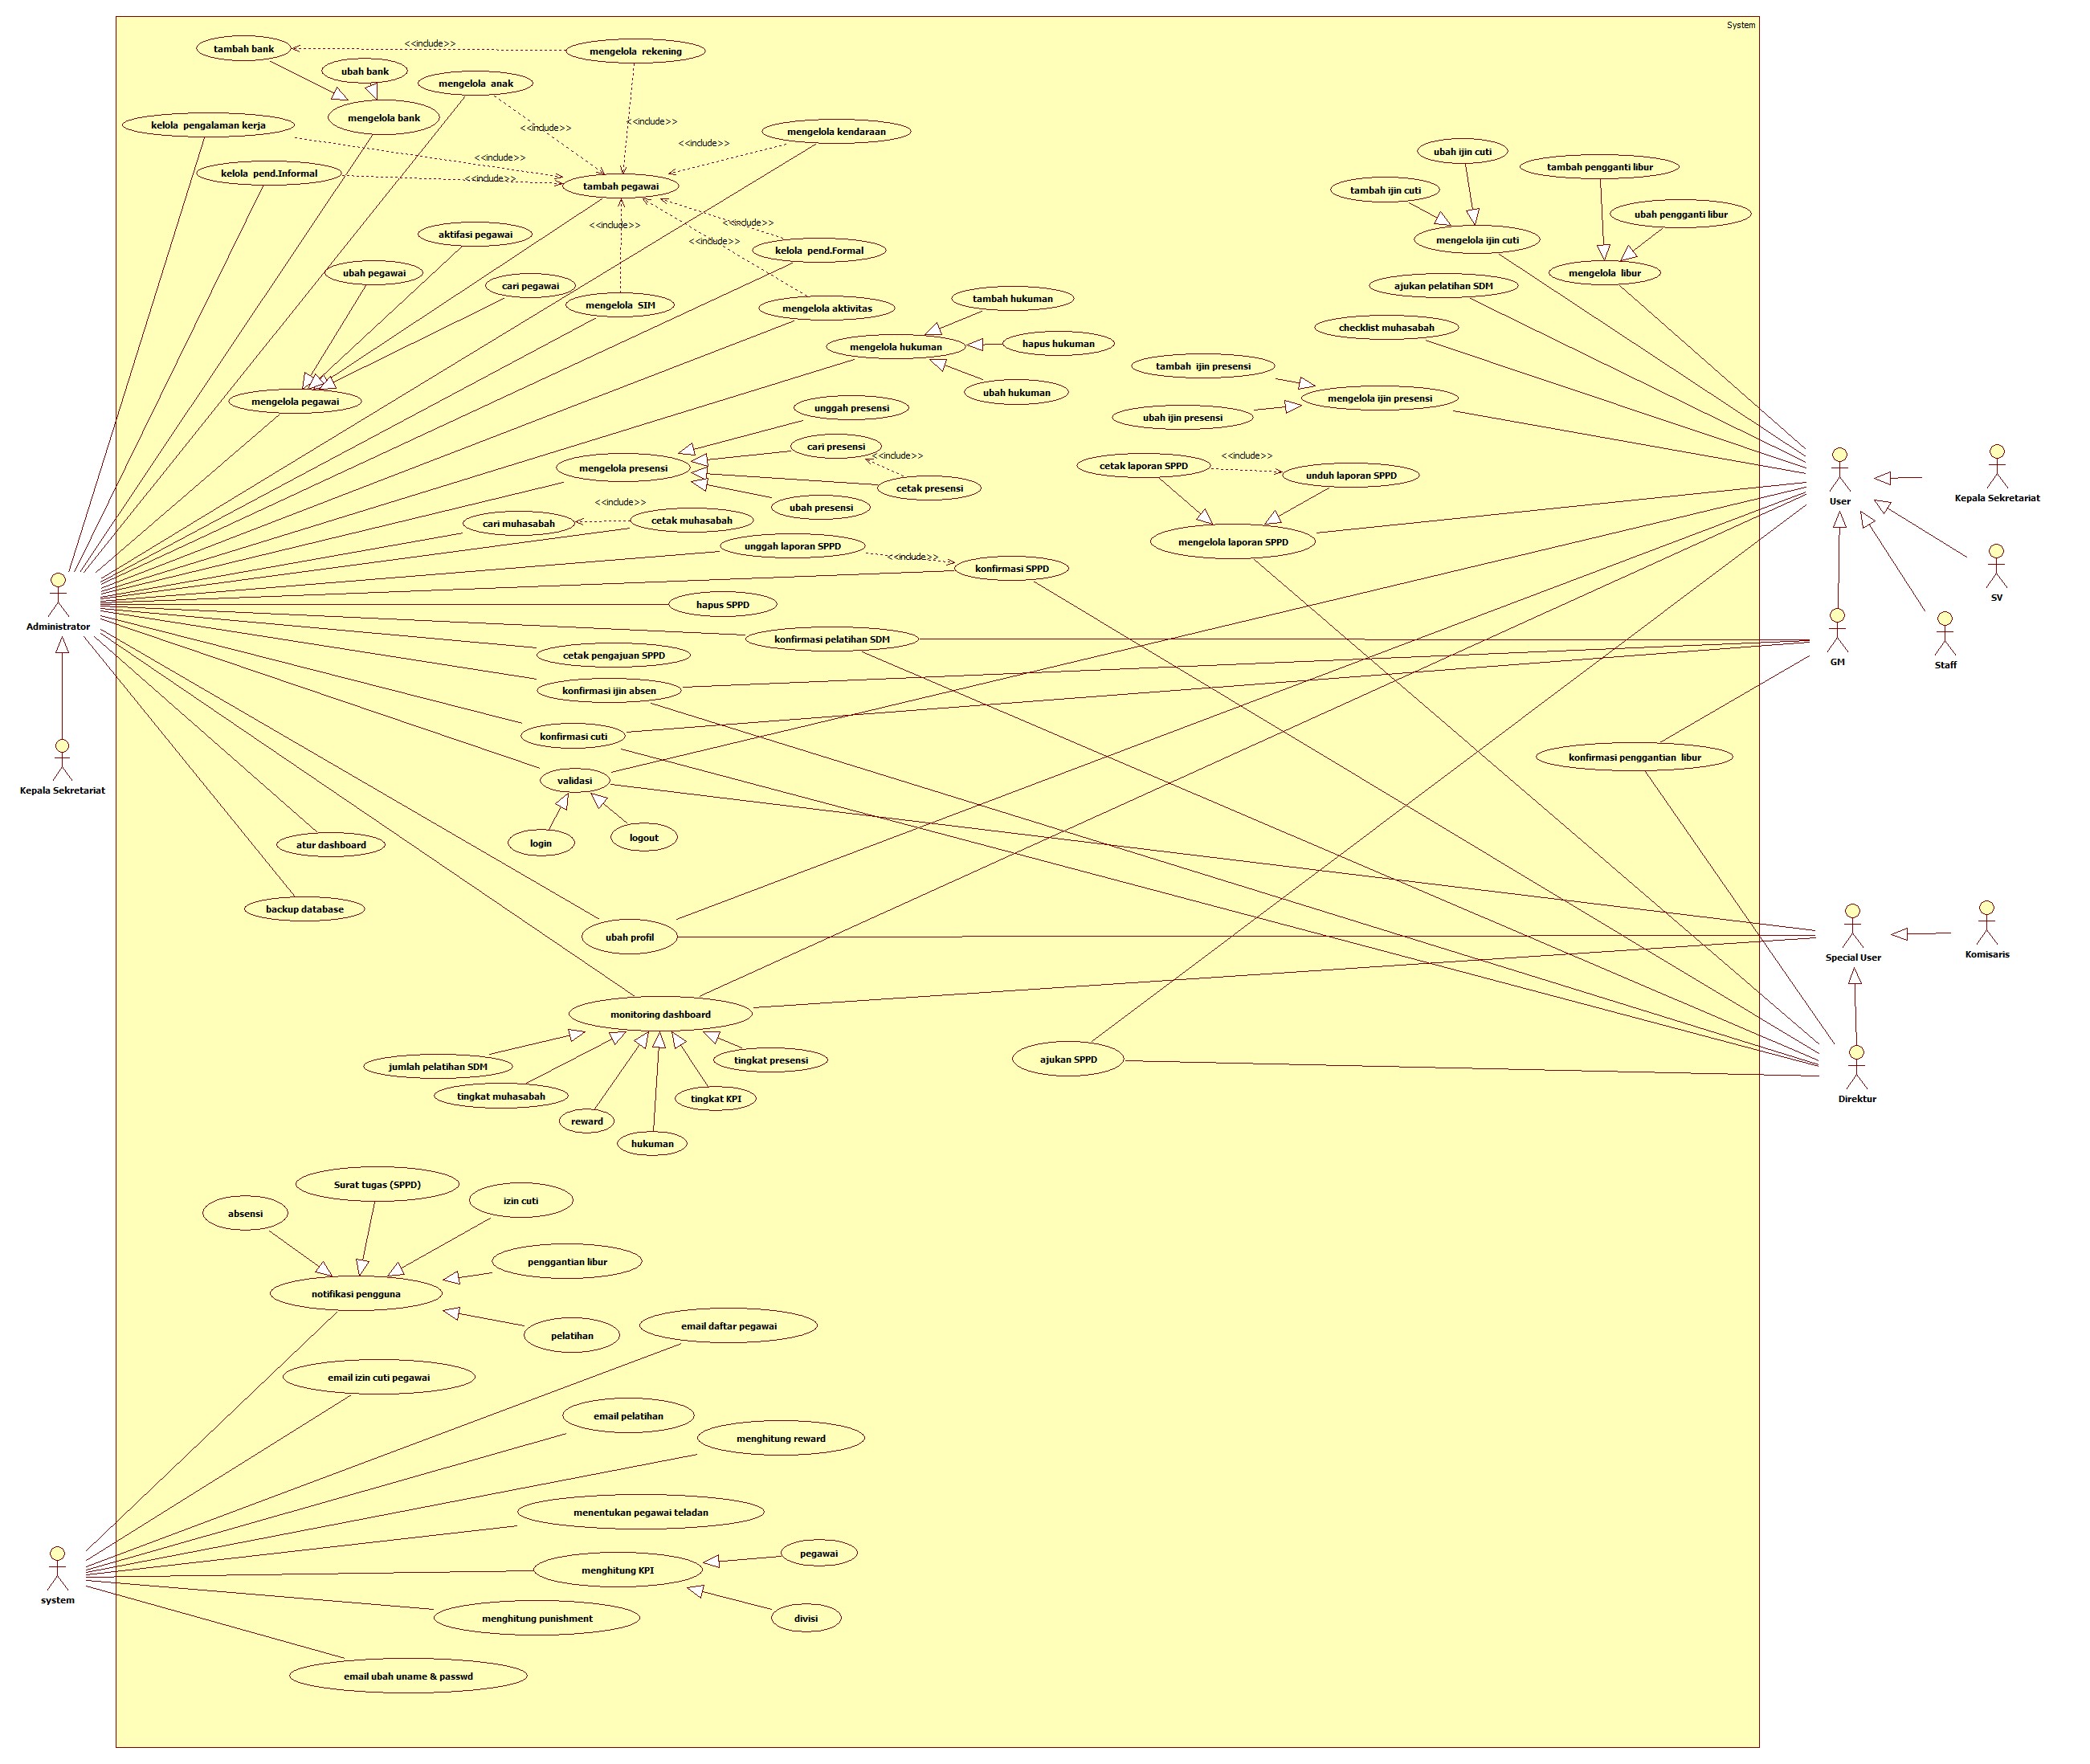 System
tambah bank
<<include>>
mengelola  rekening
ubah bank
mengelola  anak
mengelola bank
kelola  pengalaman kerja
<<include>>
<<include>>
mengelola kendaraan
<<include>>
<<include>>
kelola  pend.Informal
<<include>>
tambah pegawai
ubah ijin cuti
tambah pengganti libur
tambah ijin cuti
ubah pengganti libur
aktifasi pegawai
<<include>>
<<include>>
<<include>>
kelola  pend.Formal
mengelola ijin cuti
ubah pegawai
cari pegawai
mengelola  libur
ajukan pelatihan SDM
mengelola  SIM
mengelola aktivitas
tambah hukuman
checklist muhasabah
mengelola hukuman
hapus hukuman
tambah  ijin presensi
ubah hukuman
mengelola pegawai
mengelola ijin presensi
unggah presensi
ubah ijin presensi
cari presensi
<<include>>
mengelola presensi
cetak laporan SPPD
<<include>>
unduh laporan SPPD
cetak presensi
User
Kepala Sekretariat
<<include>>
ubah presensi
cari muhasabah
cetak muhasabah
unggah laporan SPPD
<<include>>
mengelola laporan SPPD
konfirmasi SPPD
SV
hapus SPPD
Administrator
konfirmasi pelatihan SDM
cetak pengajuan SPPD
GM
Staff
konfirmasi ijin absen
konfirmasi cuti
konfirmasi penggantian  libur
validasi
Kepala Sekretariat
login
logout
atur dashboard
backup database
ubah profil
Special User
Komisaris
monitoring dashboard
jumlah pelatihan SDM
tingkat presensi
ajukan SPPD
tingkat muhasabah
tingkat KPI
Direktur
reward
hukuman
Surat tugas (SPPD)
izin cuti
absensi
penggantian libur
notifikasi pengguna
email daftar pegawai
pelatihan
email izin cuti pegawai
email pelatihan
menghitung reward
menentukan pegawai teladan
pegawai
menghitung KPI
system
menghitung punishment
divisi
email ubah uname & passwd